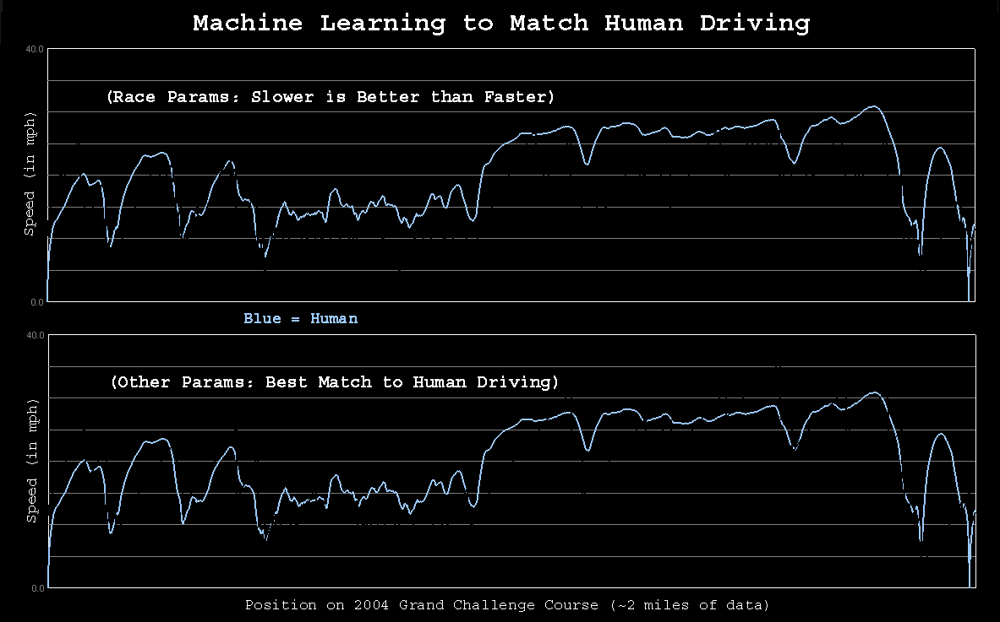 Machine Learning to Match Human Driving
40.0
(Race Params: Slower is Better than Faster)
Speed (in mph)
0.0
Blue = Human
40.0
(Other Params: Best Match to Human Driving)
Speed (in mph)
0.0
Position on 2004 Grand Challenge Course (~2 miles of data)